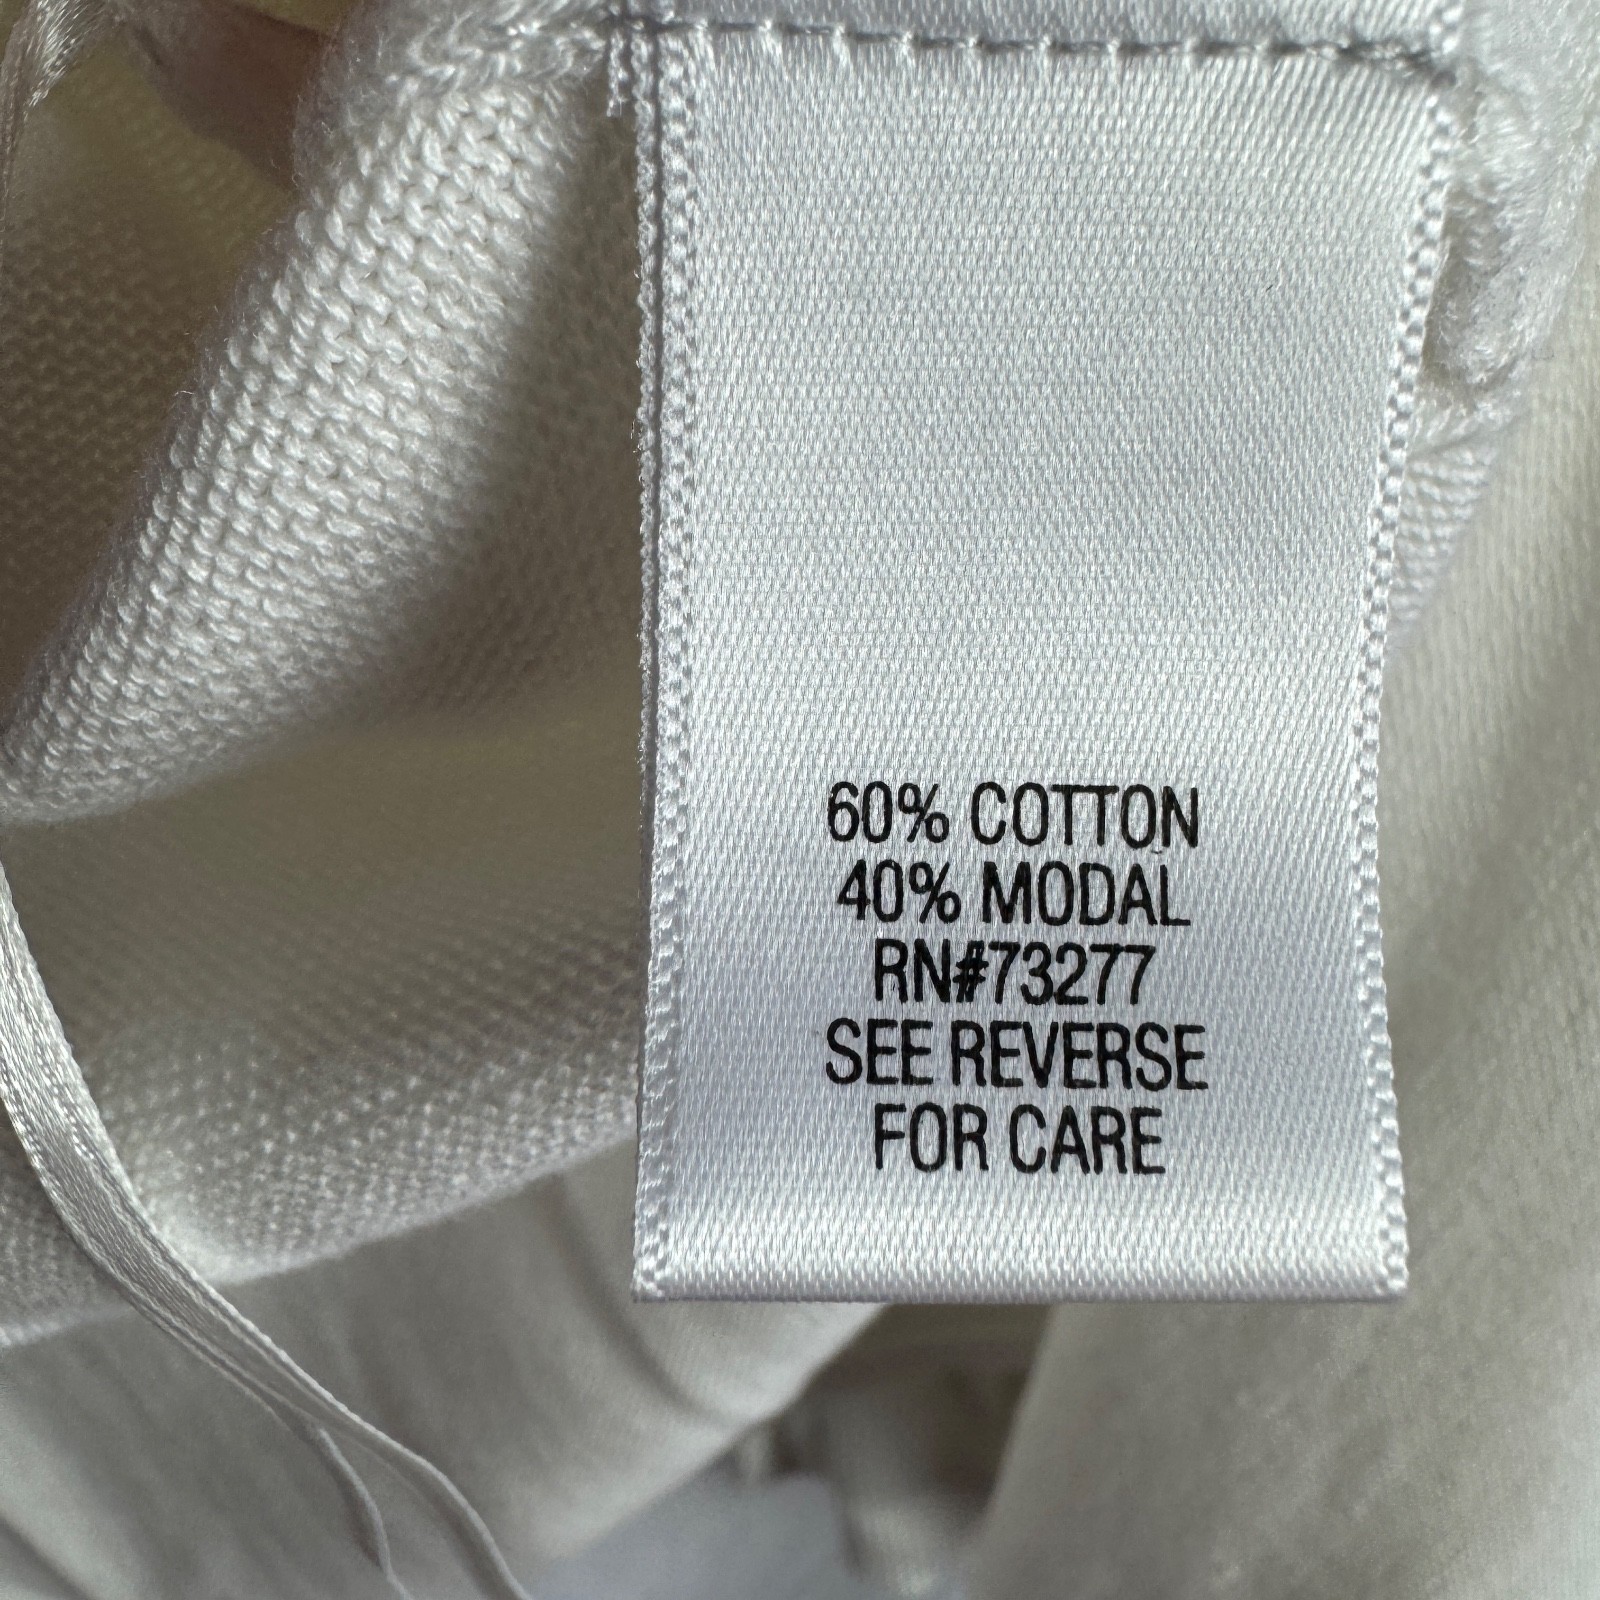 60% COTTON
40% MODAL
RN#73277
SEE REVERSE
FOR CARE